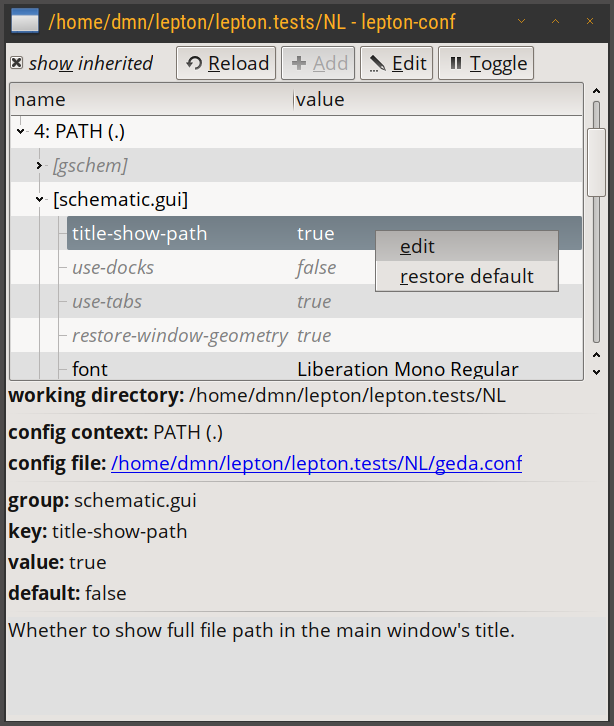 /home/dmn/lepton/lepton.tests/NL - lepton-conf
show inherited Reload Add Edit Toggle
name value
4: PATH (.)
[gschem]
[schematic.gui]
title-show-path true
edit
use-docks false
restore default
use-tabs true
restore-window-geometry true
font Liberation Mono Regular
working directory: /home/dmn/lepton/lepton.tests/NL
config context: PATH (.)
config file: /home/dmn/lepton/lepton.tests/NL/geda.conf
group: schematic.gui
key: title-show-path
value: true
default: false
Whether to show full file path in the main window's title.